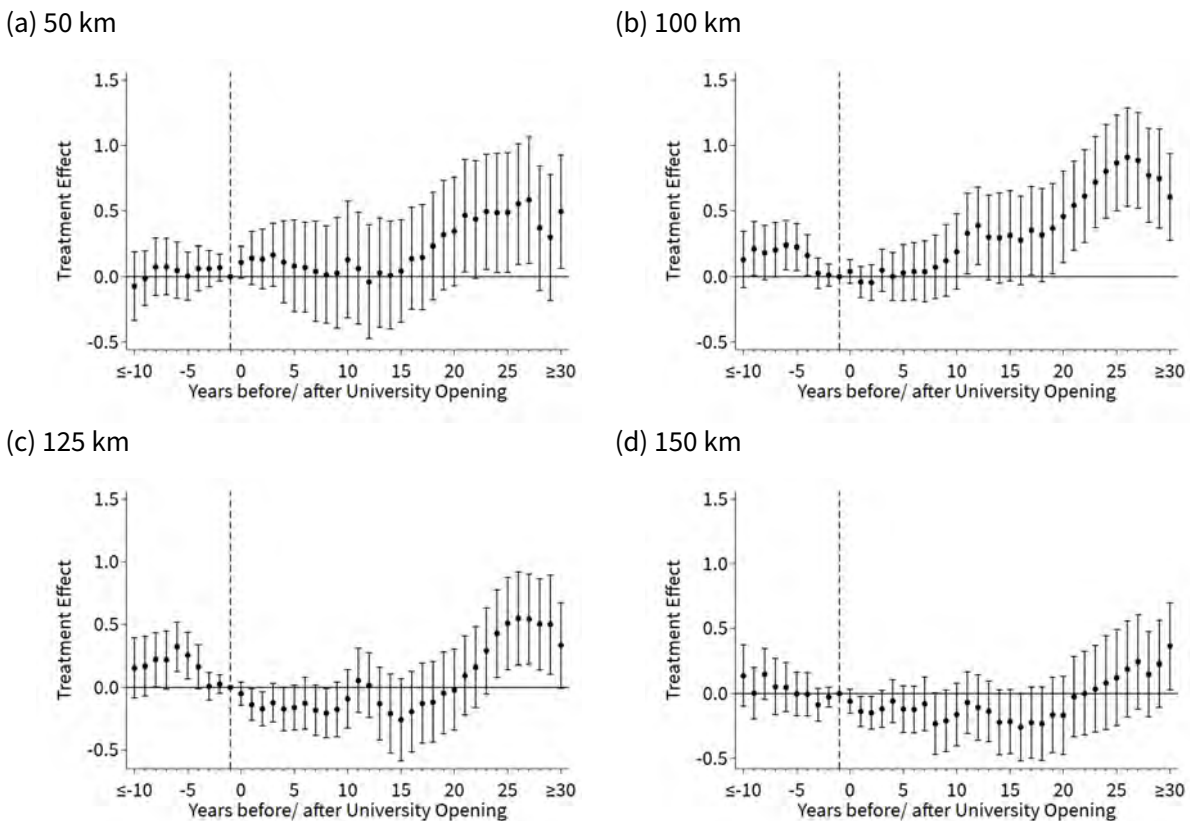 (a) 50 km
1.5
1.0
0.5
0.0
-0.5
Treatment Effect
≤-10 -5 0 5 10 15 20 25 ≥30
Years before/ after University Opening
(b) 100 km
1.5
1.0
0.5
0.0
-0.5
Treatment Effect
≤-10 -5 0 5 10 15 20 25 ≥30
Years before/ after University Opening
(c) 125 km
1.5
1.0
0.5
0.0
-0.5
Treatment Effect
≤-10 -5 0 5 10 15 20 25 ≥30
Years before/ after University Opening
(d) 150 km
1.5
1.0
0.5
0.0
-0.5
Treatment Effect
≤-10 -5 0 5 10 15 20 25 ≥30
Years before/ after University Opening